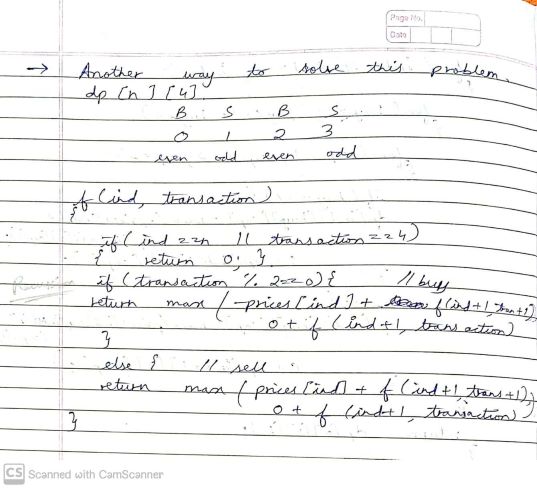 Page No.
Date
→ Another way to solve this problem.
dp [n] [4].
B S B S
0 1 2 3
even odd even odd
f (ind, transaction)
{
if ( ind == n || transaction == 4)
{ return 0; }
if (transaction % 2 == 0) { // buy
return max ( -prices [ind] + f (ind+1, tran+1),
0 + f (ind+1, transaction)
}
else { // sell
return max ( prices [ind] + f (ind+1, trans+1),
0 + f (ind+1, transaction) )
}
CS Scanned with CamScanner